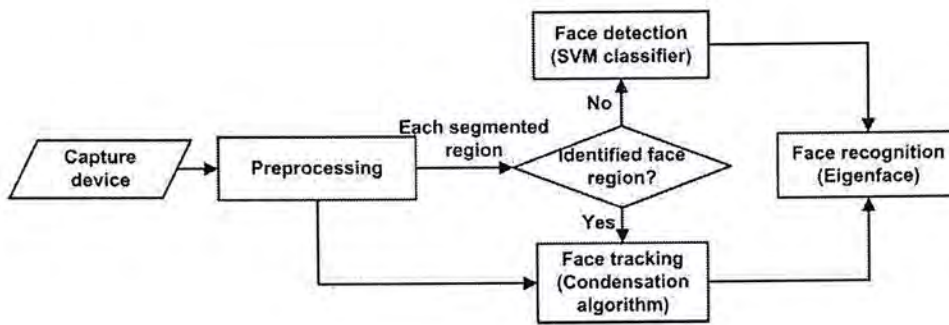 Face detection
(SVM classifier)
No
Each segmented
region
Capture
device
Preprocessing
Identified face
region?
Face recognition
(Eigenface)
Yes
Face tracking
(Condensation
algorithm)